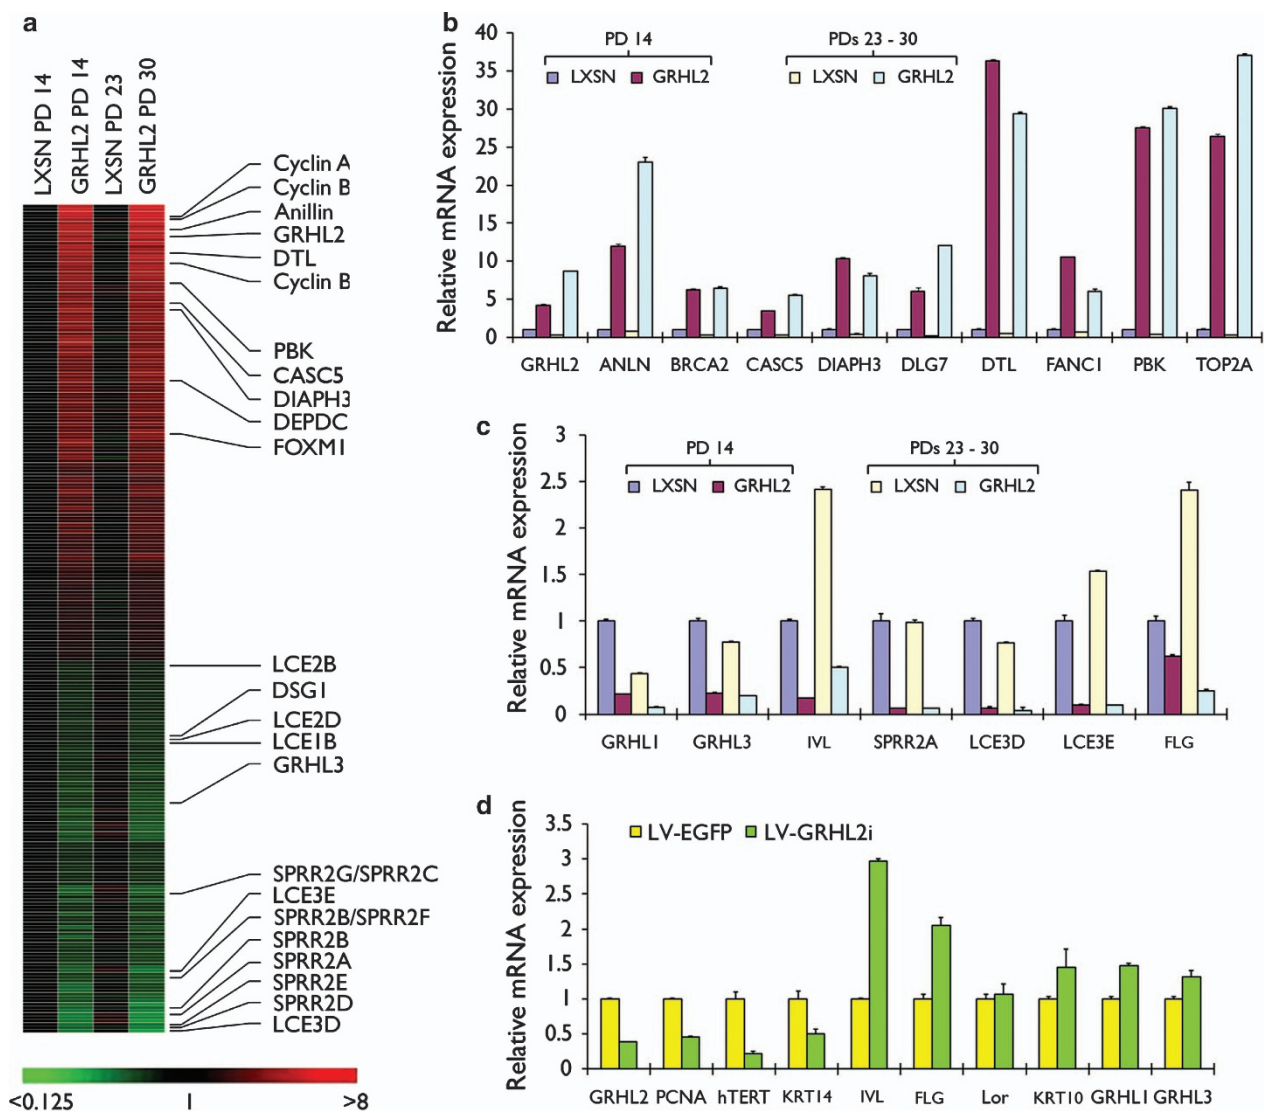 a
LXSN PD 14
GRHL2 PD 14
LXSN PD 23
GRHL2 PD 30
Cyclin A
Cyclin B
Anillin
GRHL2
DTL
Cyclin B
PBK
CASC5
DIAPH3
DEPDC
FOXM1
LCE2B
DSG1
LCE2D
LCE1B
GRHL3
SPRR2G/SPRR2C
LCE3E
SPRR2B/SPRR2F
SPRR2B
SPRR2A
SPRR2E
SPRR2D
LCE3D
<0.125 1 >8
b
Relative mRNA expression
40
35
30
25
20
15
10
5
0
PD 14 PDs 23 - 30
LXSN GRHL2 LXSN GRHL2
GRHL2 ANLN BRCA2 CASC5 DIAPH3 DLG7 DTL FANC1 PBK TOP2A
c
Relative mRNA expression
3
2.5
2
1.5
1
0.5
0
PD 14 PDs 23 - 30
LXSN GRHL2 LXSN GRHL2
GRHL1 GRHL3 IVL SPRR2A LCE3D LCE3E FLG
d
Relative mRNA expression
3.5
3
2.5
2
1.5
1
0.5
0
LV-EGFP LV-GRHL2i
GRHL2 PCNA hTERT KRT14 IVL FLG Lor KRT10 GRHL1 GRHL3